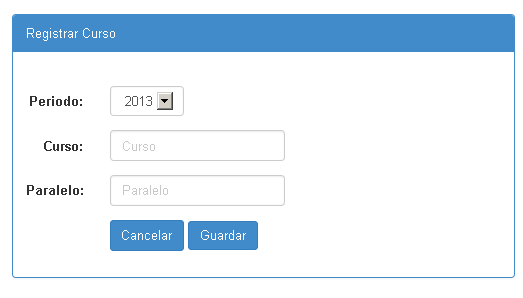 Registrar Curso
Periodo: 2013
Curso: Curso
Paralelo: Paralelo
Cancelar Guardar